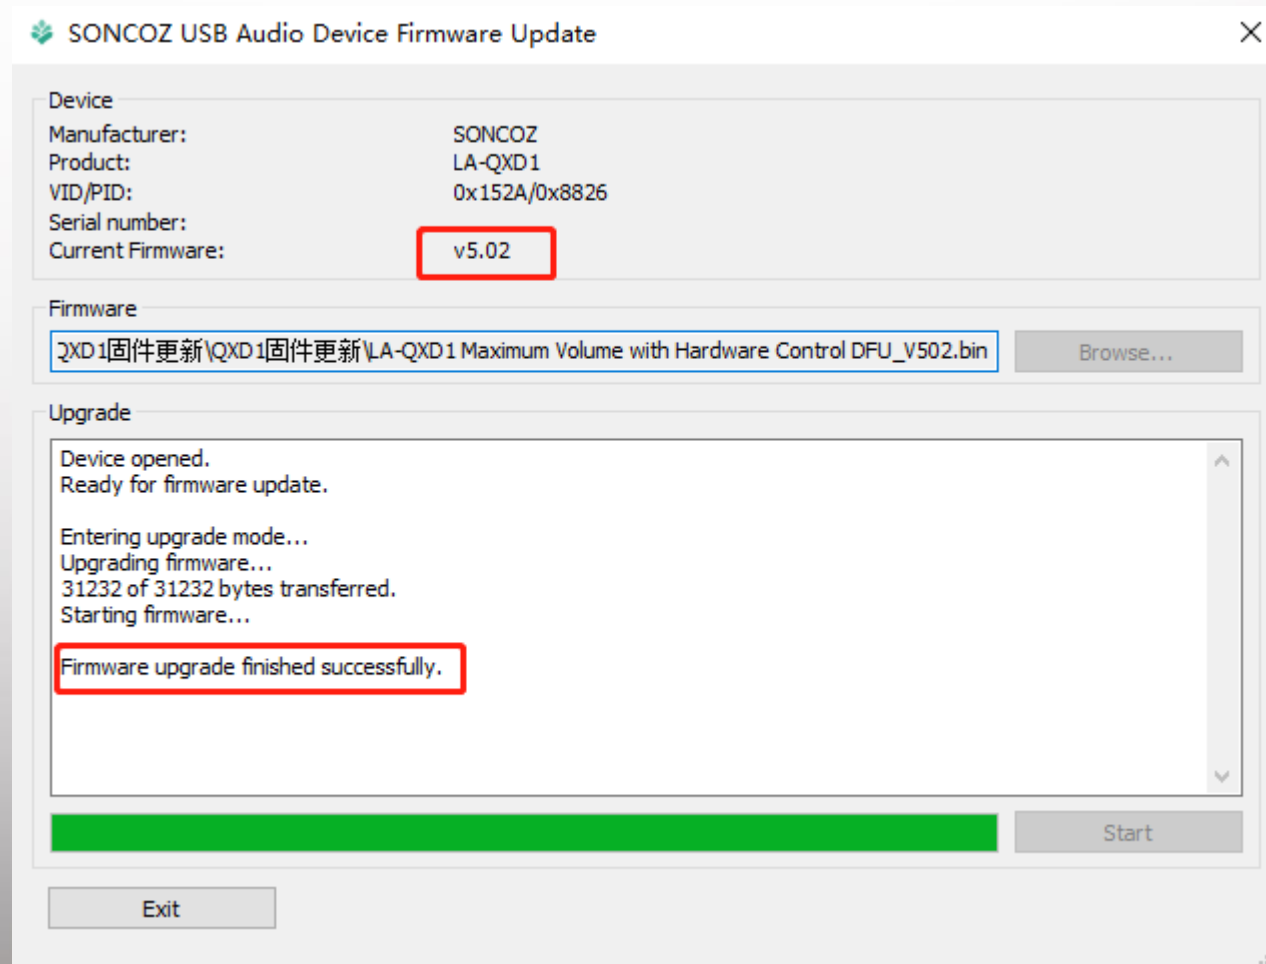 SONCOZ USB Audio Device Firmware Update
Device
Manufacturer: SONCOZ
Product: LA-QXD1
VID/PID: 0x152A/0x8826
Serial number:
Current Firmware: v5.02
Firmware
QXD1固件更新\QXD1固件更新\LA-QXD1 Maximum Volume with Hardware Control DFU_V502.bin Browse...
Upgrade
Device opened.
Ready for firmware update.
Entering upgrade mode...
Upgrading firmware...
31232 of 31232 bytes transferred.
Starting firmware...
Firmware upgrade finished successfully.
Start
Exit